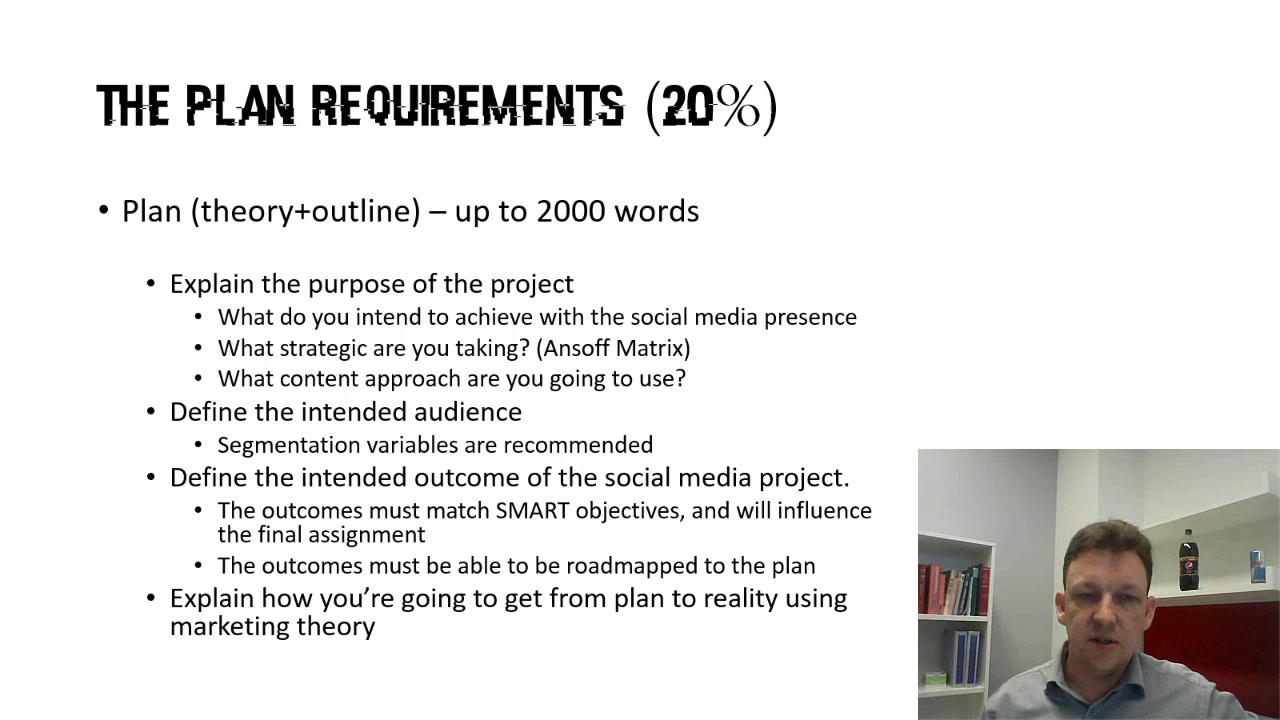 THE PLAN REQUIREMENTS (20%)
• Plan (theory+outline) – up to 2000 words
• Explain the purpose of the project
• What do you intend to achieve with the social media presence
• What strategic are you taking? (Ansoff Matrix)
• What content approach are you going to use?
• Define the intended audience
• Segmentation variables are recommended
• Define the intended outcome of the social media project.
• The outcomes must match SMART objectives, and will influence
the final assignment
• The outcomes must be able to be roadmapped to the plan
• Explain how you’re going to get from plan to reality using
marketing theory